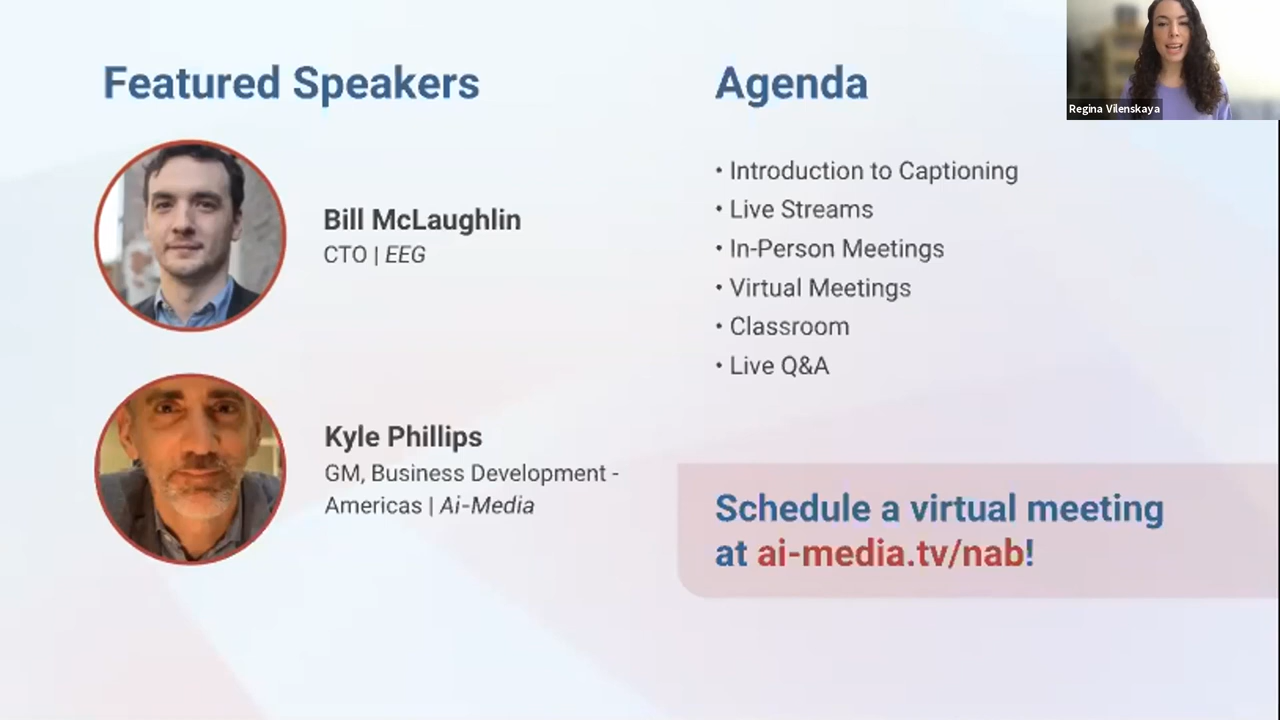 Featured Speakers
Bill McLaughlin
CTO | EEG
Kyle Phillips
GM, Business Development -
Americas | Ai-Media
Agenda
• Introduction to Captioning
• Live Streams
• In-Person Meetings
• Virtual Meetings
• Classroom
• Live Q&A
Schedule a virtual meeting
at ai-media.tv/nab!
Regina Vilenskaya